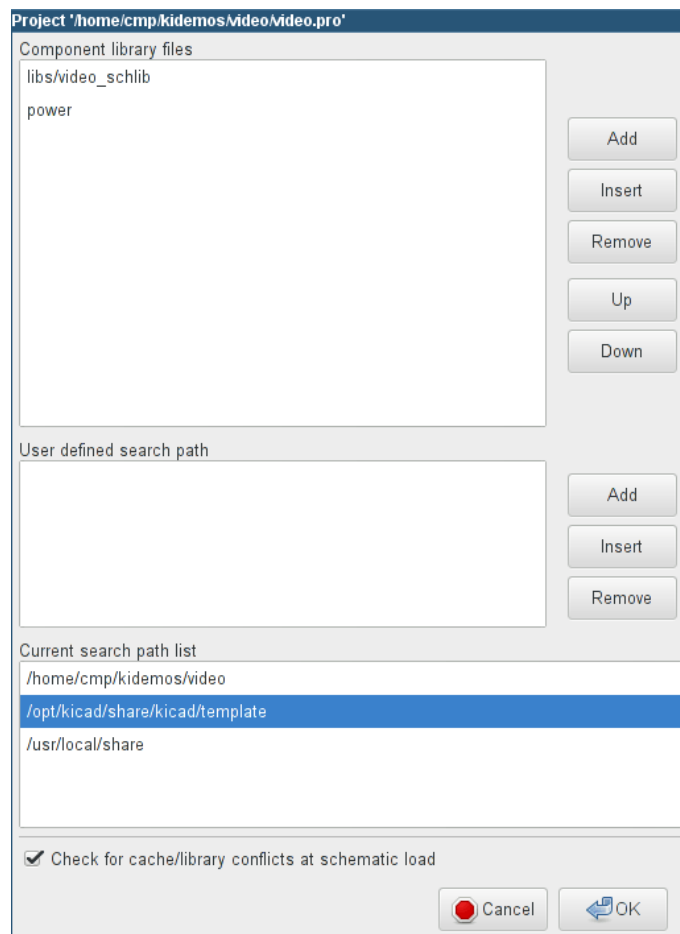 Project '/home/cmp/kidemos/video/video.pro'
Component library files
libs/video_schlib
power
Add
Insert
Remove
Up
Down
User defined search path
Add
Insert
Remove
Current search path list
/home/cmp/kidemos/video
/opt/kicad/share/kicad/template
/usr/local/share
Check for cache/library conflicts at schematic load
Cancel OK